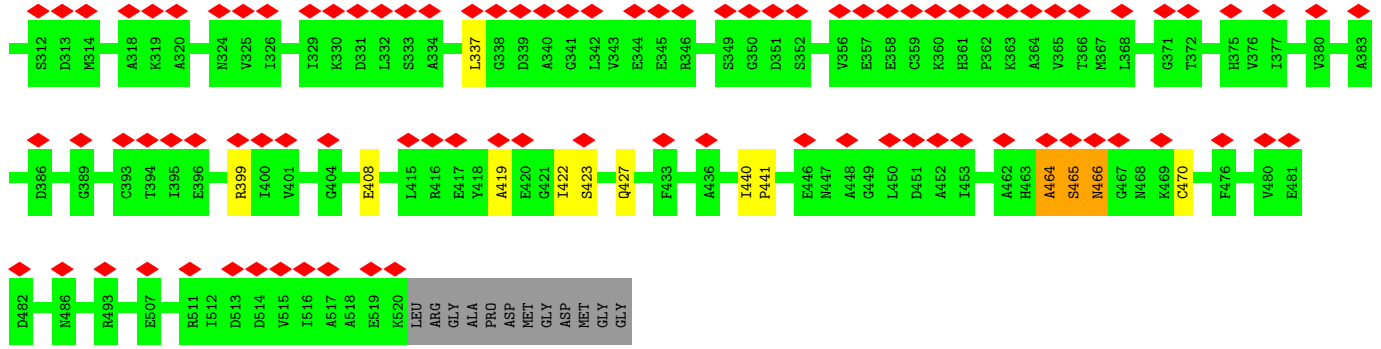 S312 D313 M314 A318 K319 A320 N324 V325 I326 I329 K330 D331 L332 S333 A334 L337 G338 D339 A340 G341 L342 V343 E344 E345 R346 S349 G350 D351 S352 V356 E357 E358 C359 K360 H361 P362 K363 A364 V365 T366 M367 L368 G371 T372 H375 V376 I377 V380 A383
D386 G389 C393 T394 I395 E396 R399 I400 V401 G404 E408 L415 R416 E417 Y418 A419 E420 G421 I422 S423 Q427 F433 A436 I440 P441 E446 N447 A448 G449 L450 D451 A452 I453 A462 H463 A464 S465 N466 G467 N468 K469 C470 F476 V480 E481
D482 N486 R493 E507 R511 I512 D513 D514 V515 I516 A517 A518 E519 K520 LEU ARG GLY ALA PRO ASP MET GLY ASP MET GLY GLY